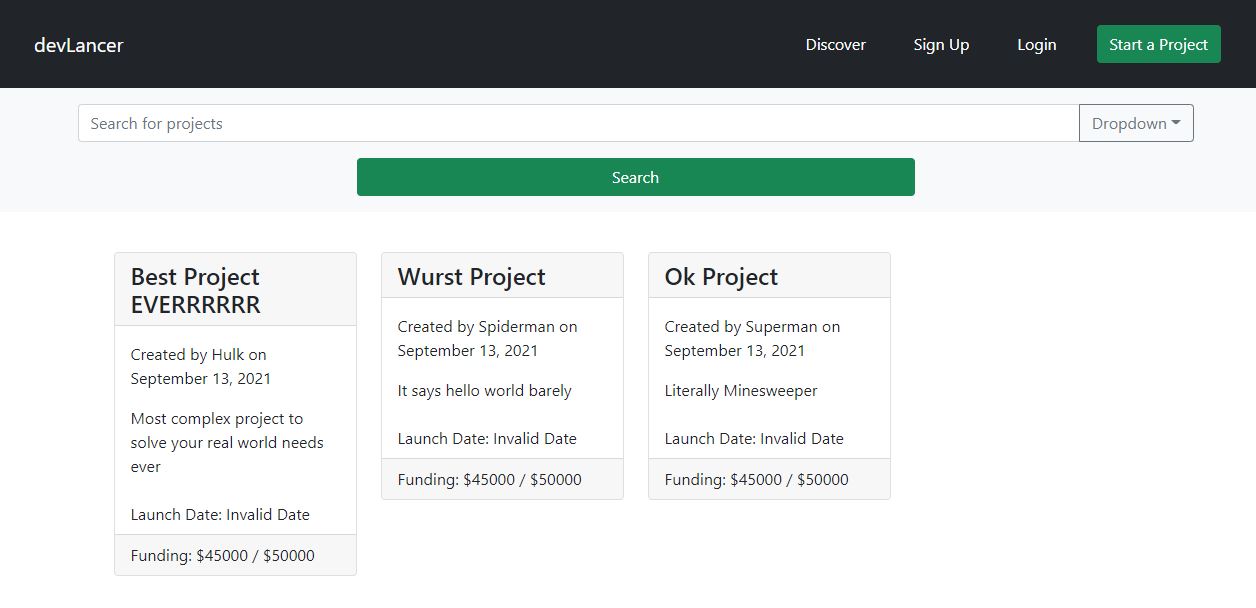 devLancer
Discover
Sign Up
Login
Start a Project
Search for projects
Dropdown
Search
Best Project
EVERRRRRR
Created by Hulk on
September 13, 2021
Most complex project to
solve your real world needs
ever
Launch Date: Invalid Date
Funding: $45000 / $50000
Wurst Project
Created by Spiderman on
September 13, 2021
It says hello world barely
Launch Date: Invalid Date
Funding: $45000 / $50000
Ok Project
Created by Superman on
September 13, 2021
Literally Minesweeper
Launch Date: Invalid Date
Funding: $45000 / $50000